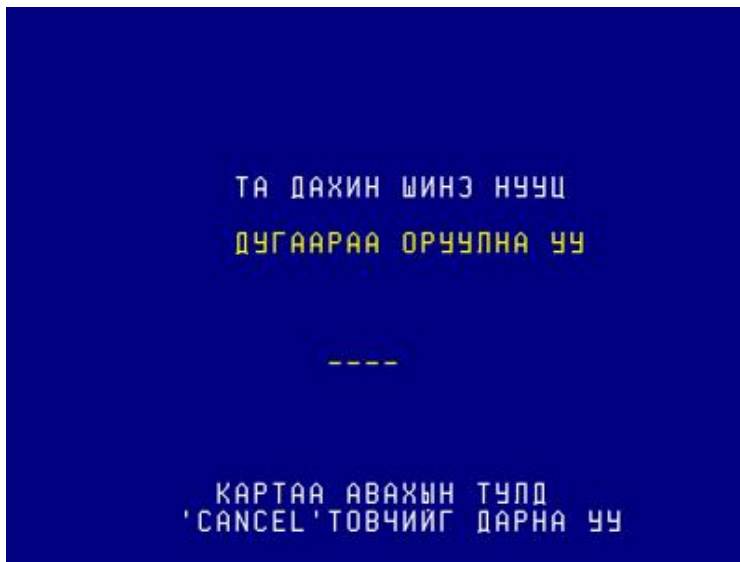 ТА ДАХИН ШИНЭ НУУЦ
ДУГААРАА ОРУУЛНА УУ
----
КАРТАА АВАХЫН ТУЛД
'CANCEL'ТОВЧИЙГ ДАРНА УУ